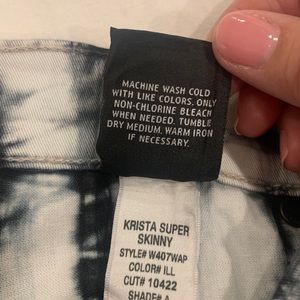 MACHINE WASH COLD
WITH LIKE COLORS. ONLY
NON-CHLORINE BLEACH
WHEN NEEDED. TUMBLE
DRY MEDIUM. WARM IRON
IF NECESSARY.
KRISTA SUPER
SKINNY
STYLE# W407WAP
COLOR# ILL
CUT# 10422
SHADE# A